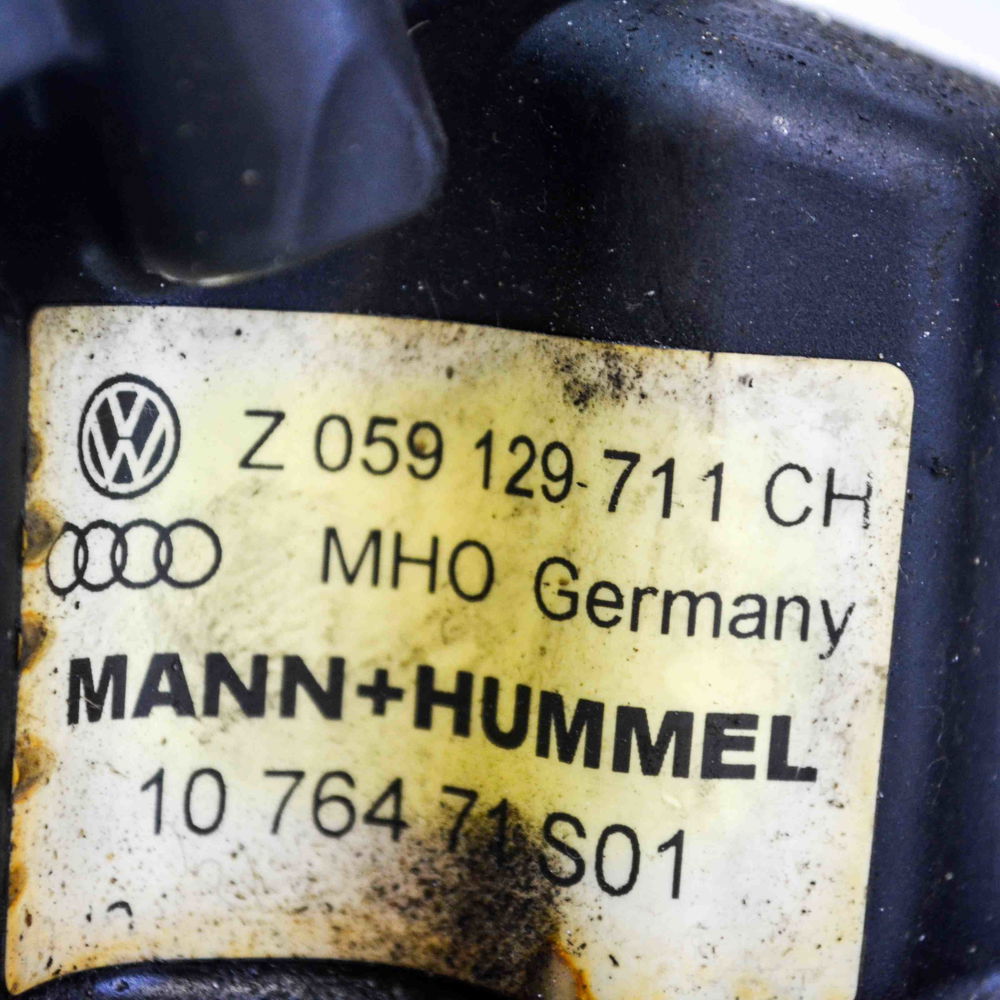 Z 059 129 711 CH
MHO Germany
MANN+HUMMEL
10 764 71 S01